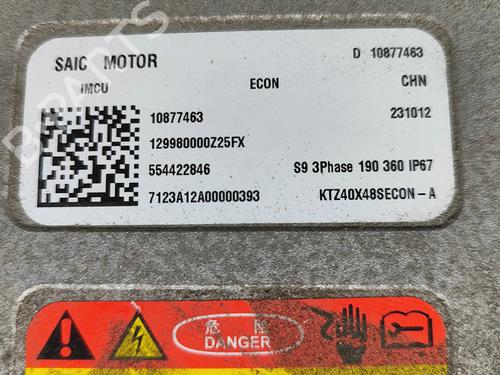 SAIC MOTOR
D 10877463
IMCU
ECON
CHN
10877463
231012
129980000Z25FX
554422846
S9 3Phase 190 360 IP67
7123A12A00000393
KTZ40X48SECON-A
危 险
DANGER